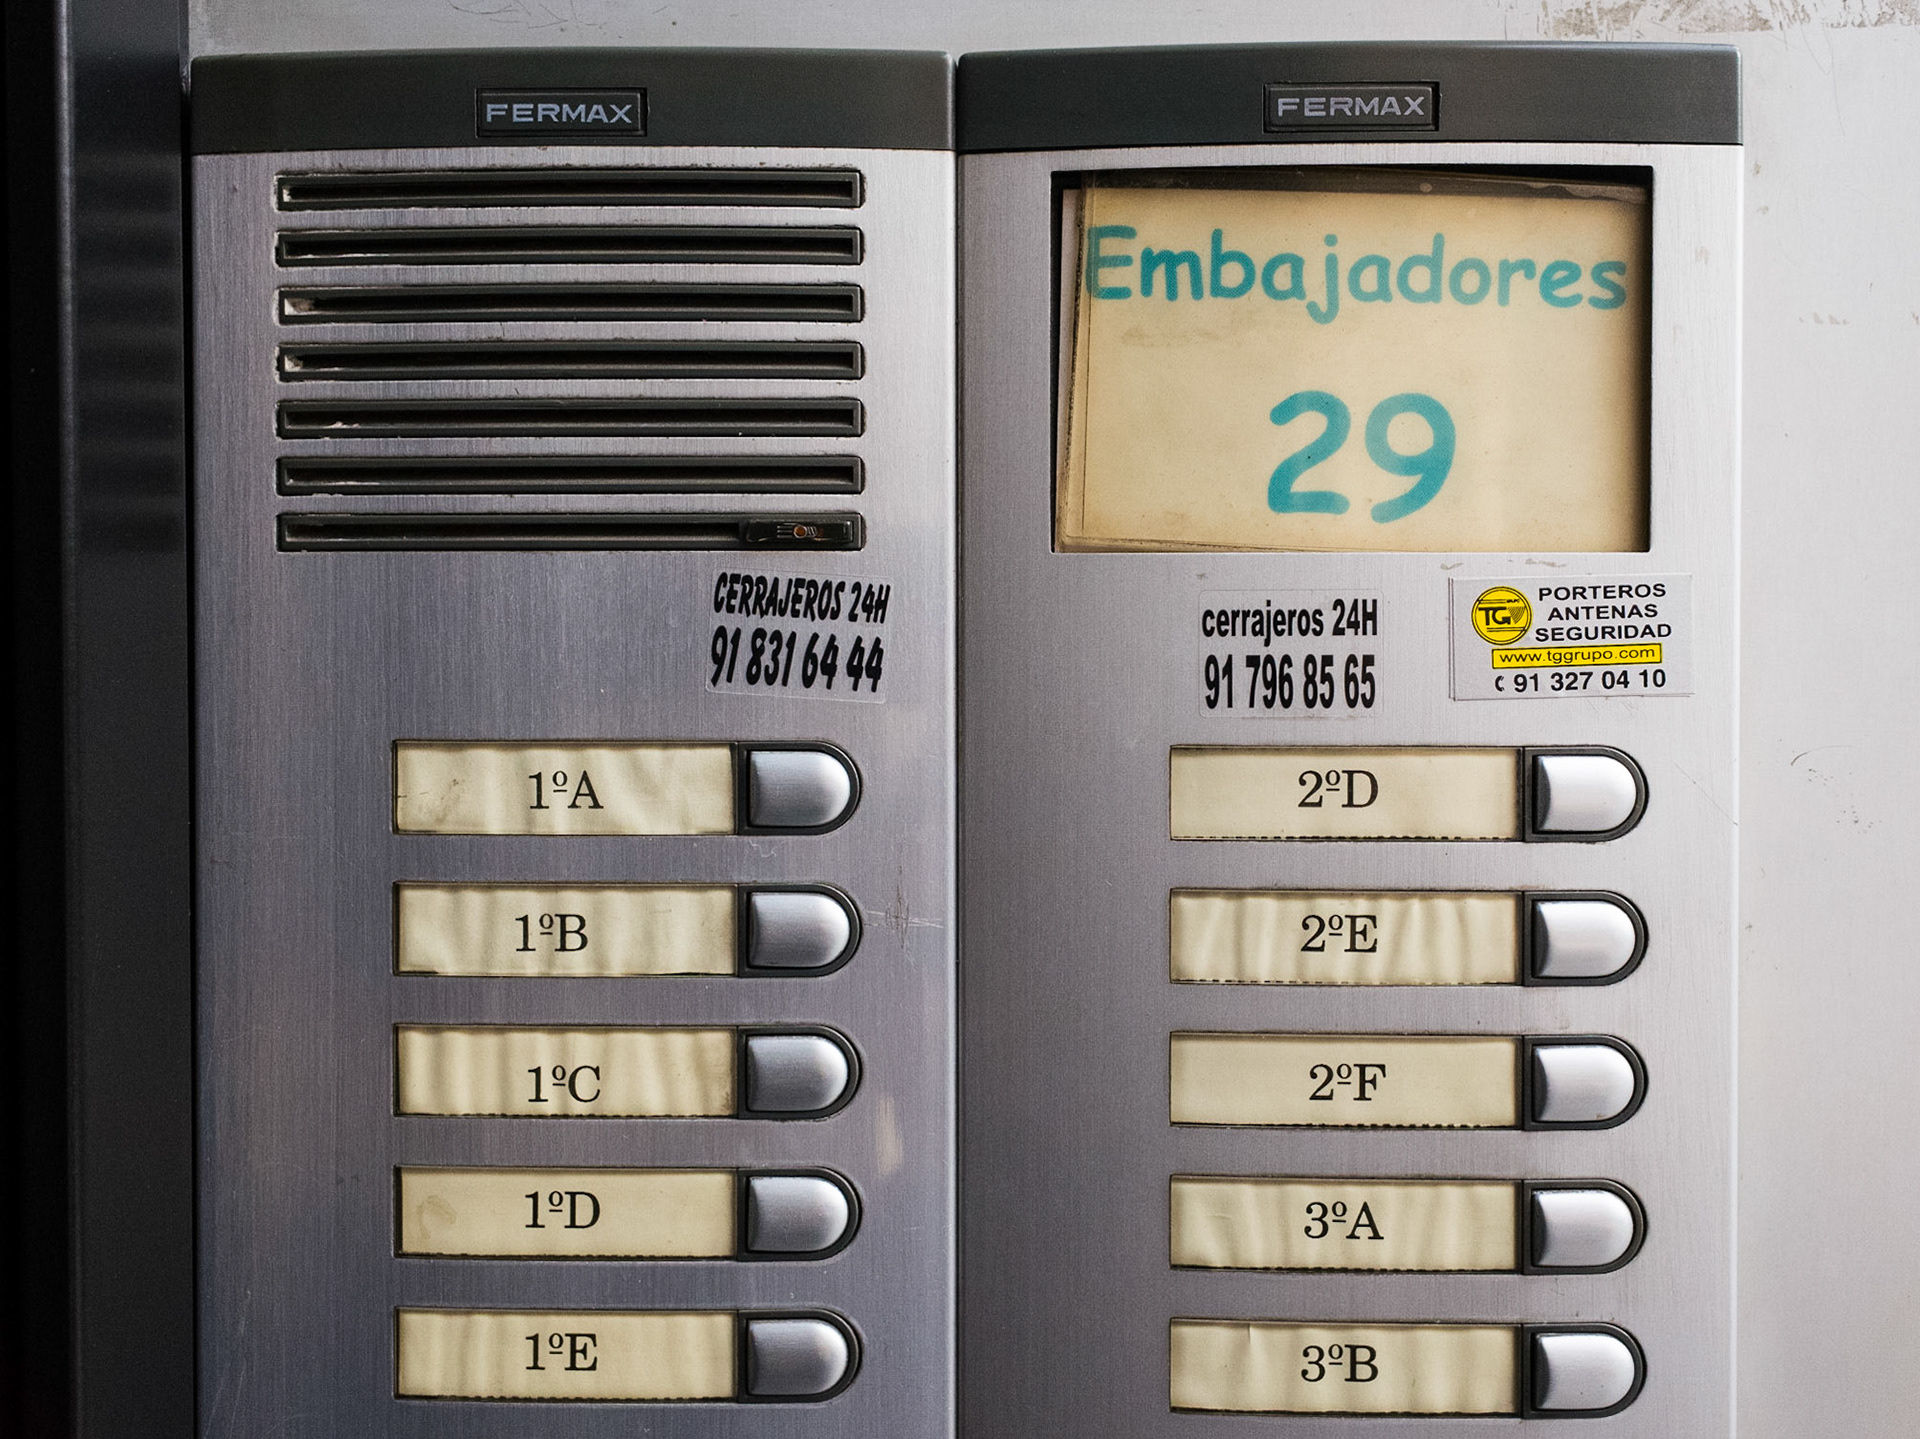 FERMAX
CERRAJEROS 24H
91 831 64 44
1ºA
1ºB
1ºC
1ºD
1ºE
FERMAX
Embajadores
29
cerrajeros 24H
91 796 85 65
TG
PORTEROS
ANTENAS
SEGURIDAD
www.tggrupo.com
91 327 04 10
2ºD
2ºE
2ºF
3ºA
3ºB